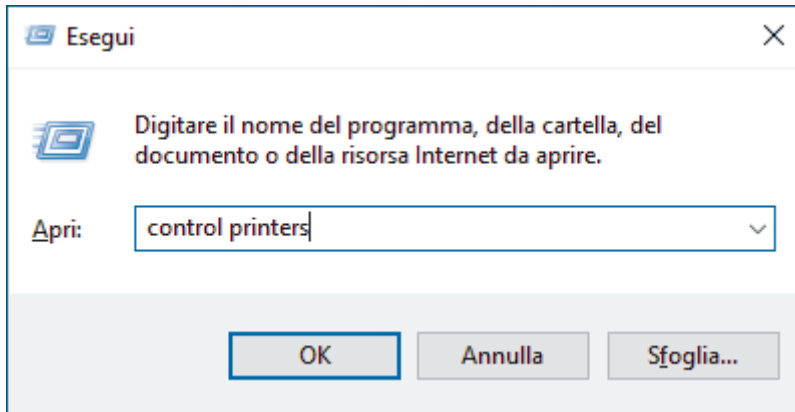 Esegui
Digitare il nome del programma, della cartella, del
documento o della risorsa Internet da aprire.
Apri: control printers
OK Annulla Sfoglia...